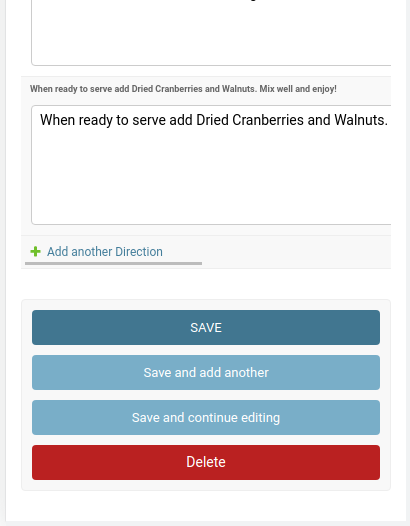 When ready to serve add Dried Cranberries and Walnuts. Mix well and enjoy!
When ready to serve add Dried Cranberries and Walnuts.
Add another Direction
SAVE
Save and add another
Save and continue editing
Delete